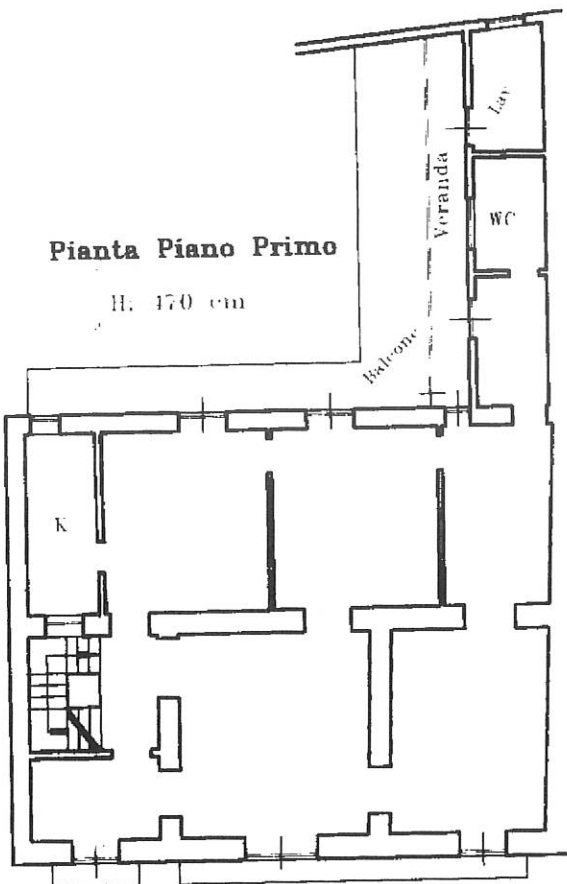 Pianta Piano Primo
H: 470 cm
Lav
Veranda
WC
Balcone
K